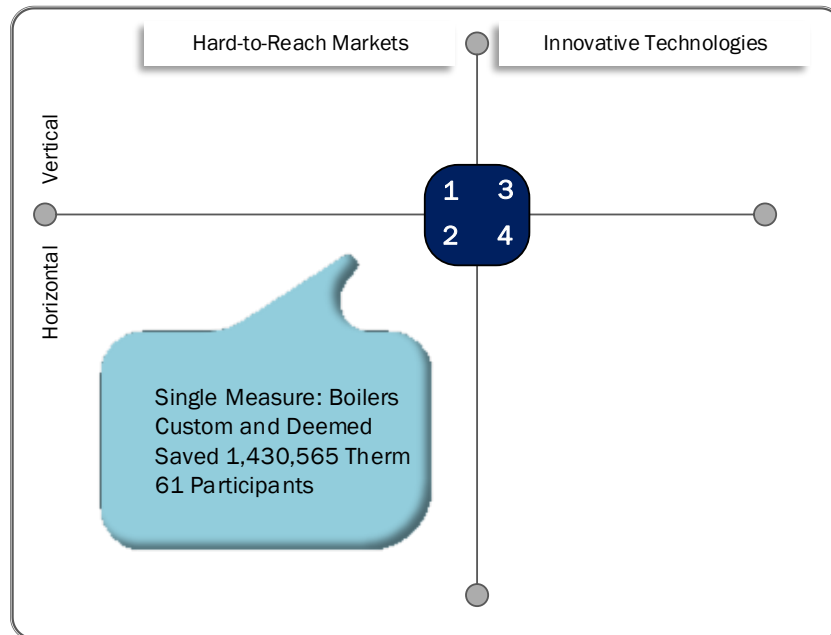 Hard-to-Reach Markets
Innovative Technologies
Vertical
1 3
2 4
Horizontal
Single Measure: Boilers
Custom and Deemed
Saved 1,430,565 Therm
61 Participants